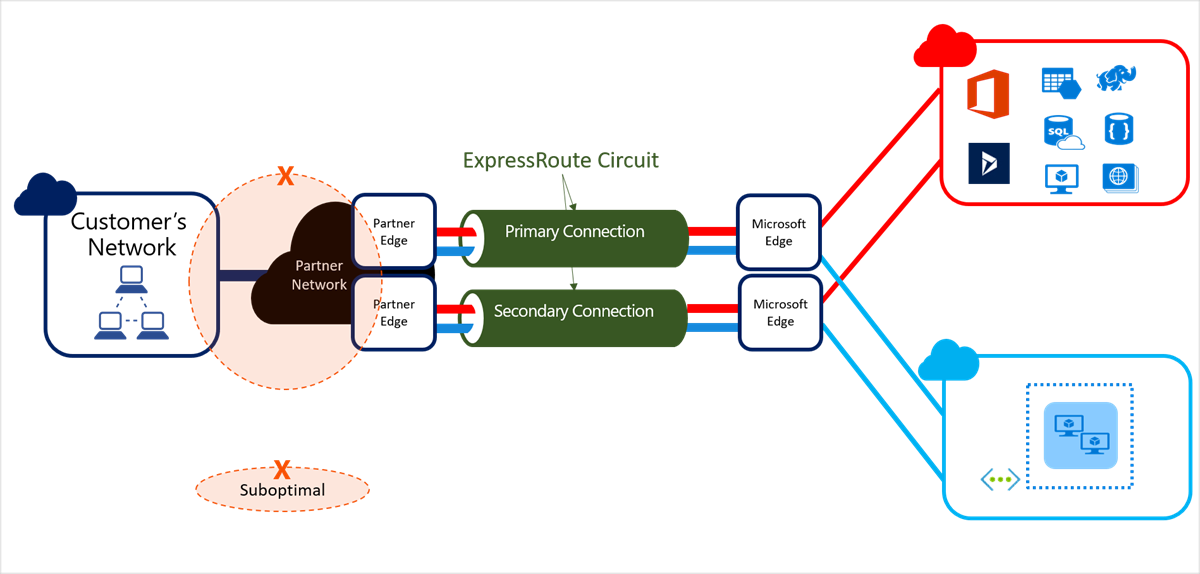 ExpressRoute Circuit
X
Customer's
Network
Partner
Network
Partner
Edge
Primary Connection
Microsoft
Edge
Partner
Edge
Secondary Connection
Microsoft
Edge
SQL
X
Suboptimal